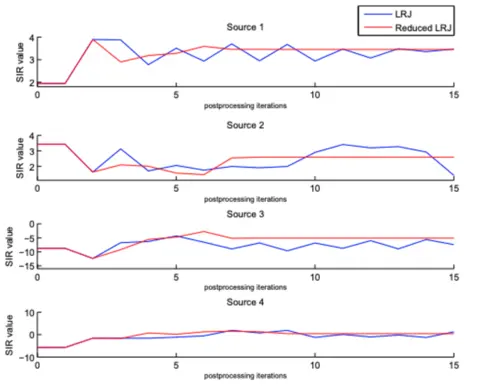 Source 1
LRJ
Reduced LRJ
SIR value
4
3
2
0
5
10
15
postprocessing iterations
Source 2
SIR value
4
3
2
0
5
10
15
postprocessing iterations
Source 3
SIR value
0
−5
−10
−15
0
5
10
15
postprocessing iterations
Source 4
SIR value
10
0
−10
0
5
10
15
postprocessing iterations